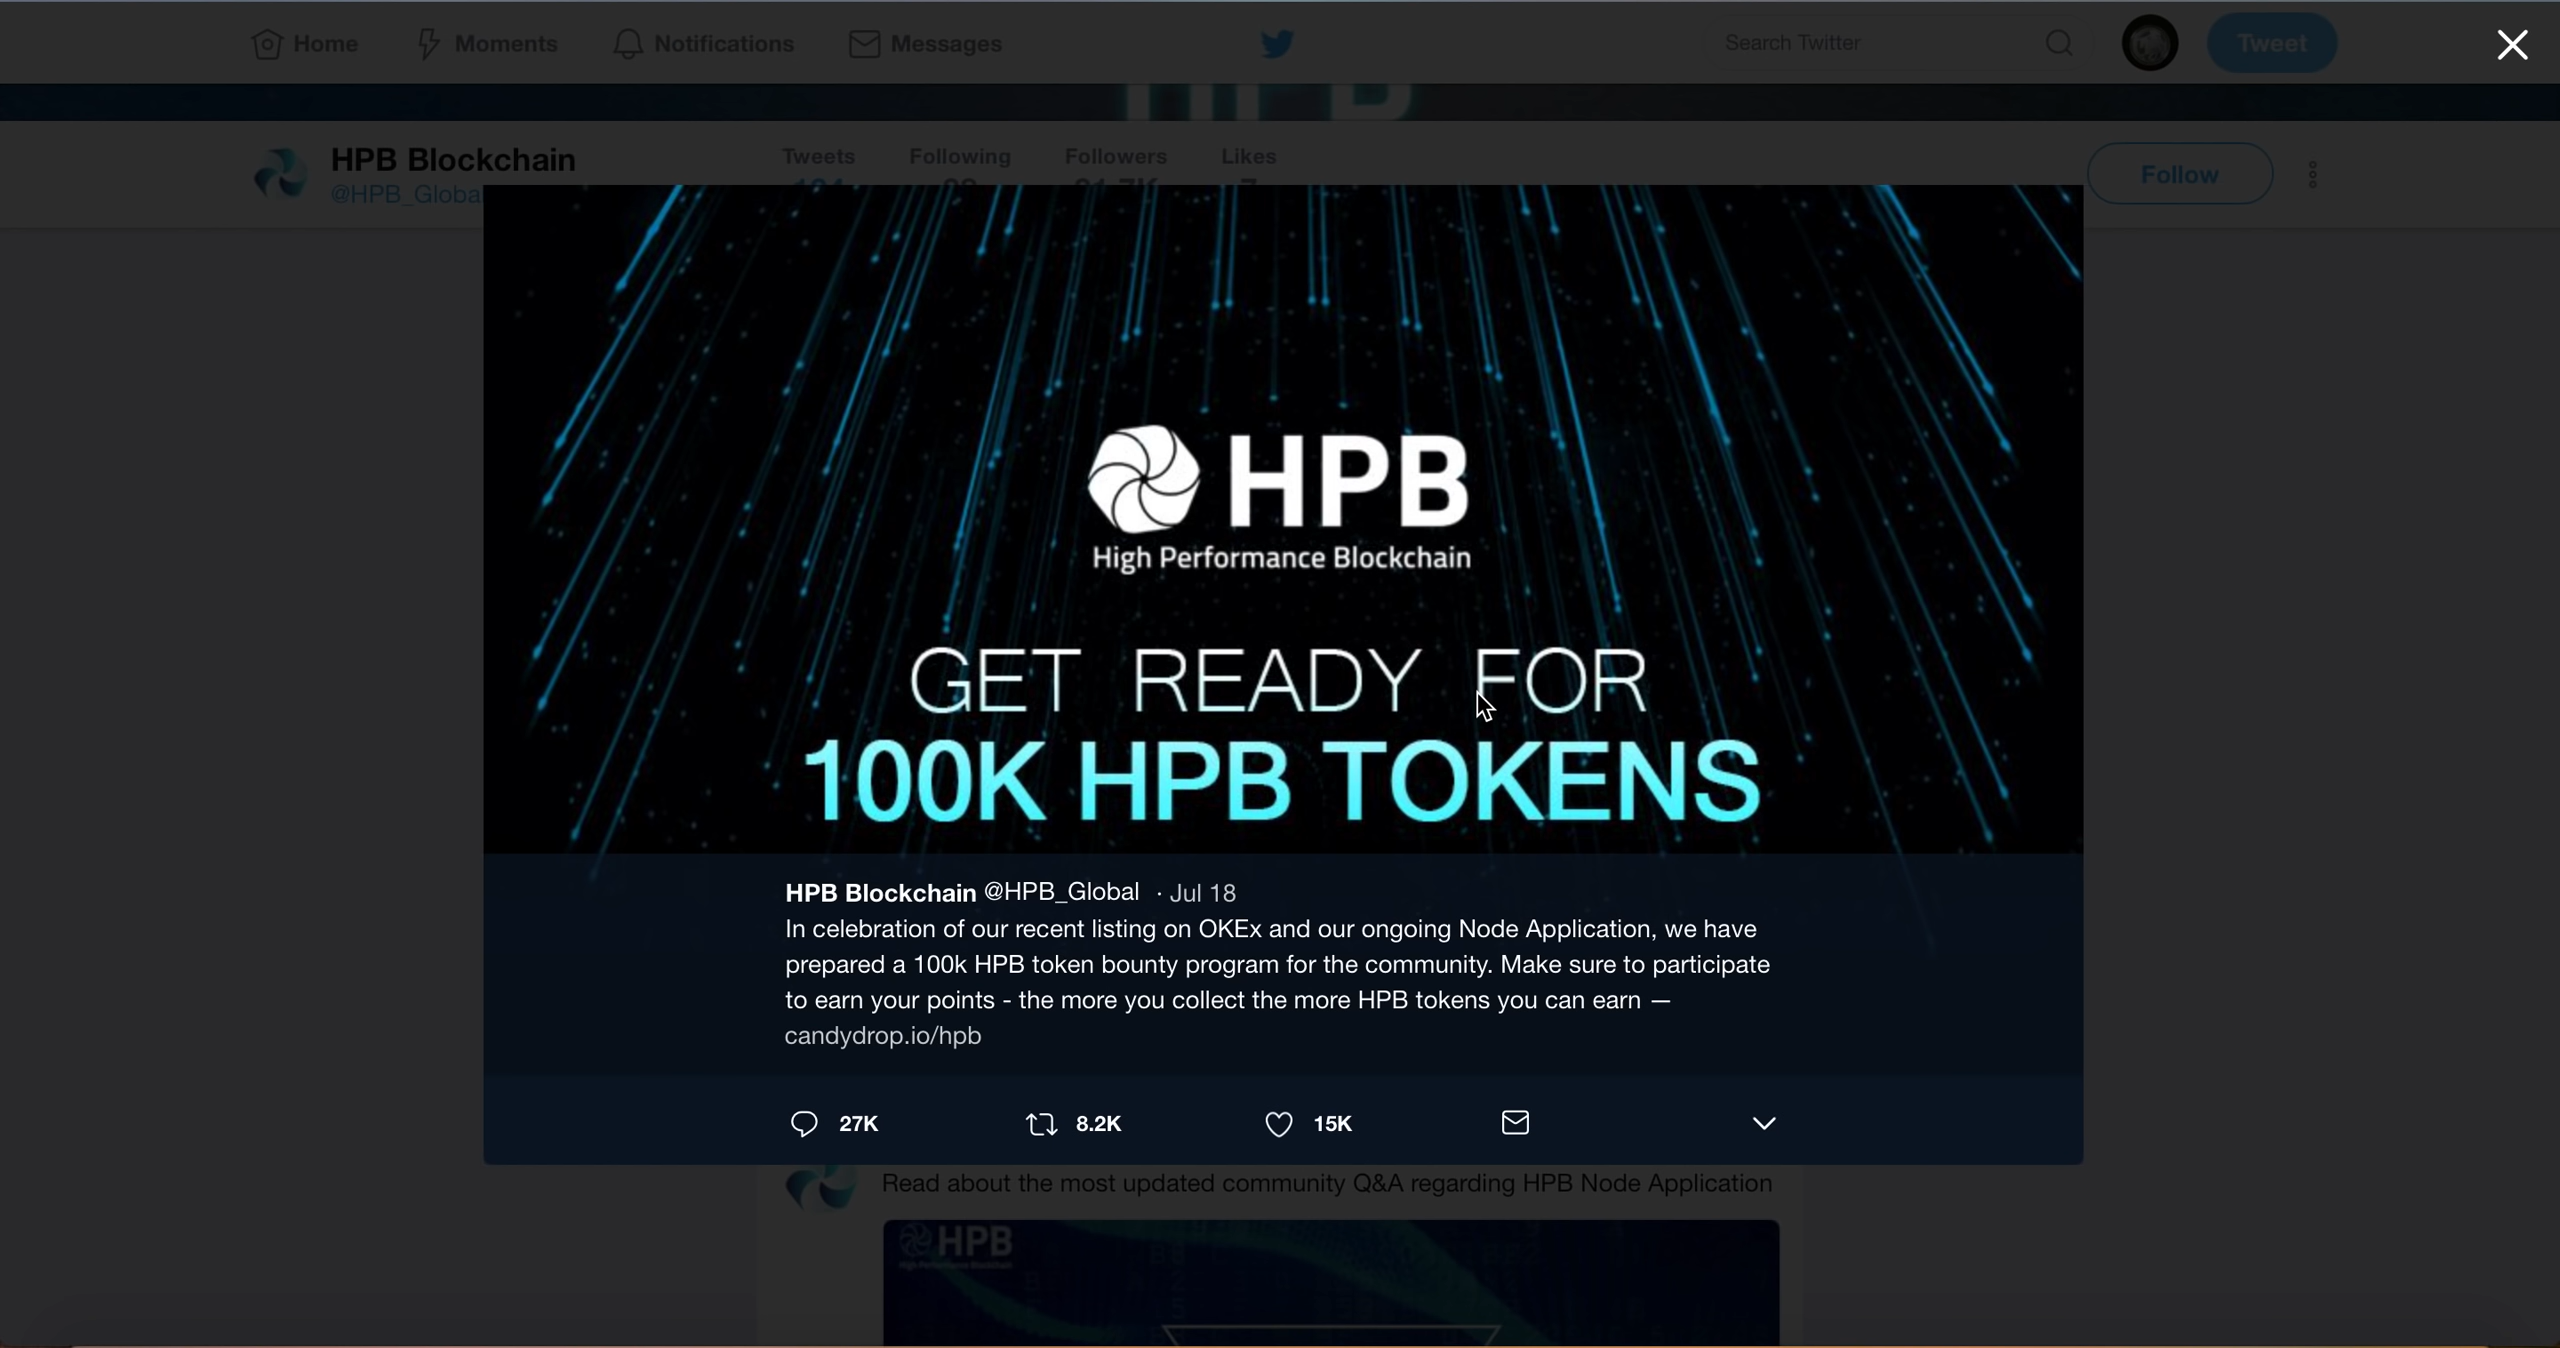 Home
Moments
Notifications
Messages
Search Twitter
Tweet
HPB
HPB Blockchain
@HPB_Globa
Tweets
Following
Followers
Likes
Follow
HPB
High Performance Blockchain
GET READY FOR
100K HPB TOKENS
HPB Blockchain @HPB_Global · Jul 18
In celebration of our recent listing on OKEx and our ongoing Node Application, we have
prepared a 100k HPB token bounty program for the community. Make sure to participate
to earn your points - the more you collect the more HPB tokens you can earn —
candydrop.io/hpb
27K
8.2K
15K
Read about the most updated community Q&A regarding HPB Node Application
HPB
High Performance Blockchain